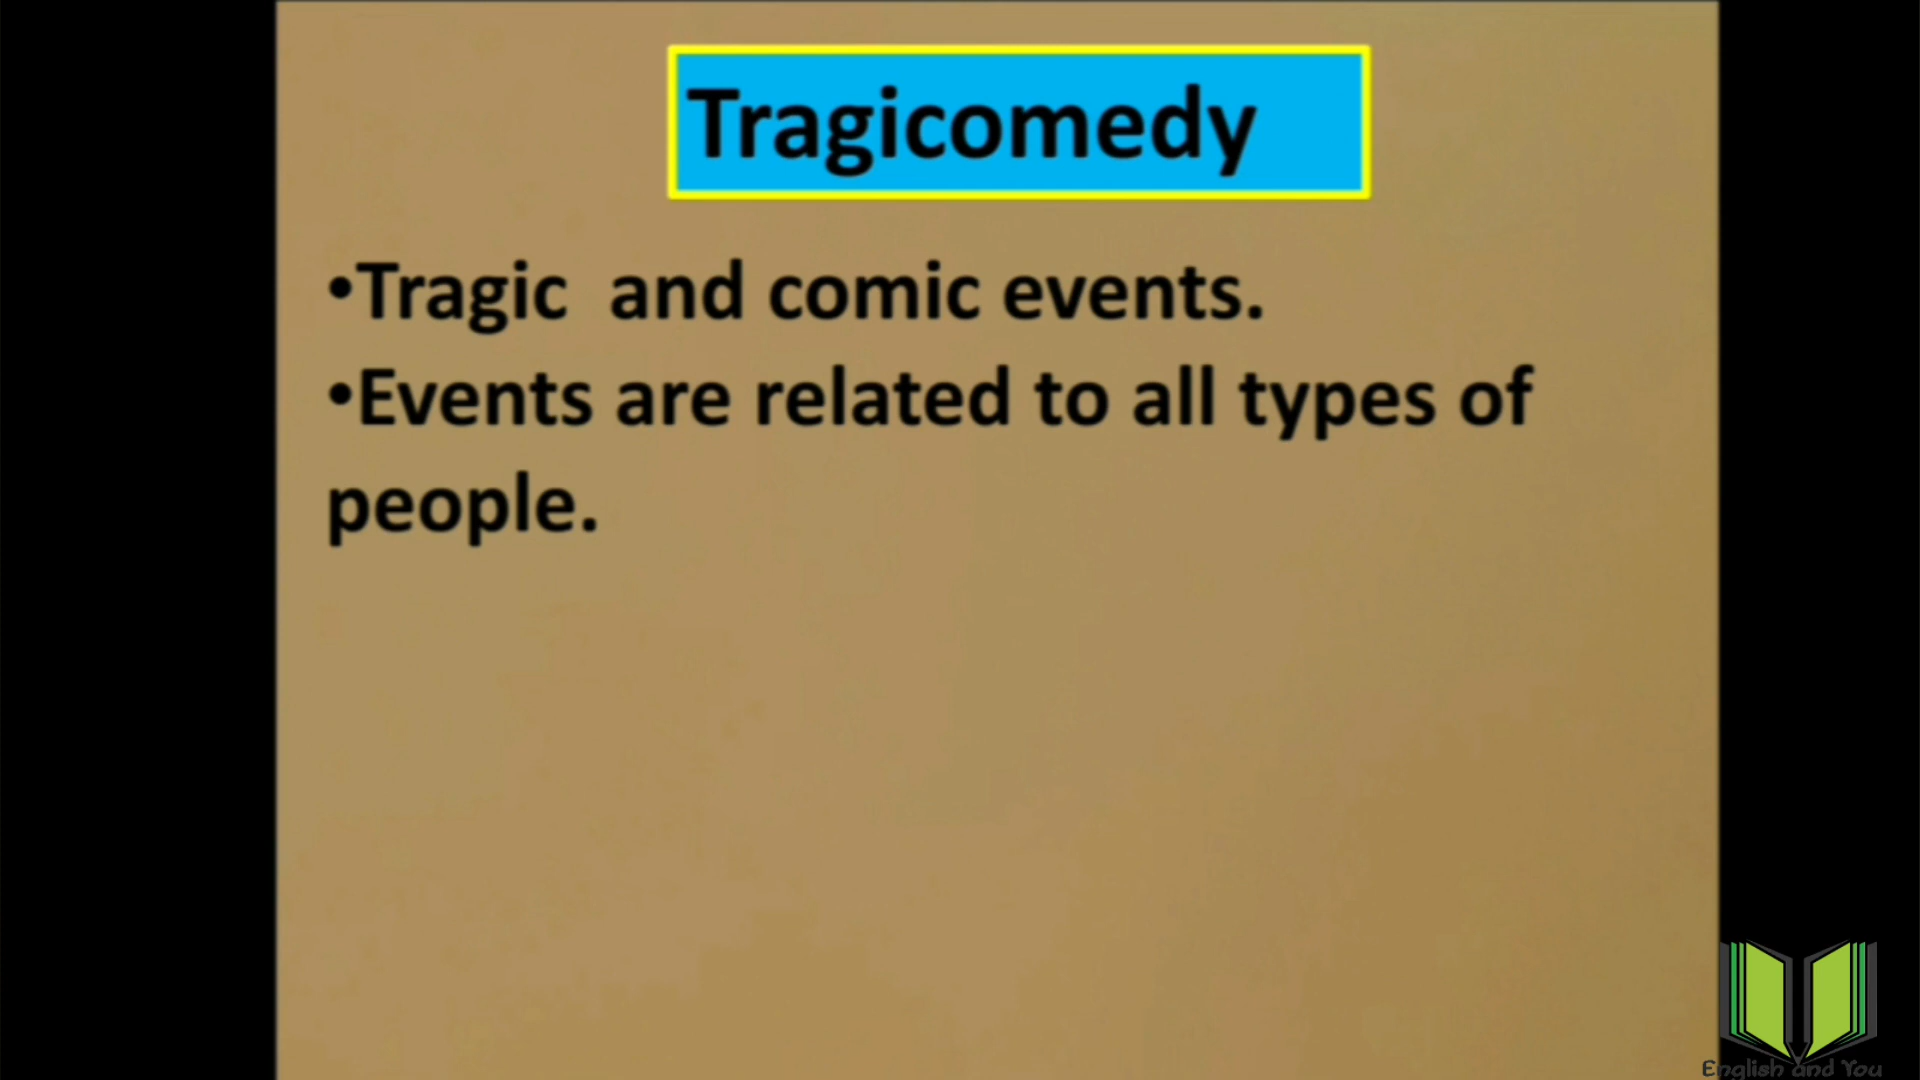 Tragicomedy
•Tragic  and comic events.
•Events are related to all types of
people.
English and You